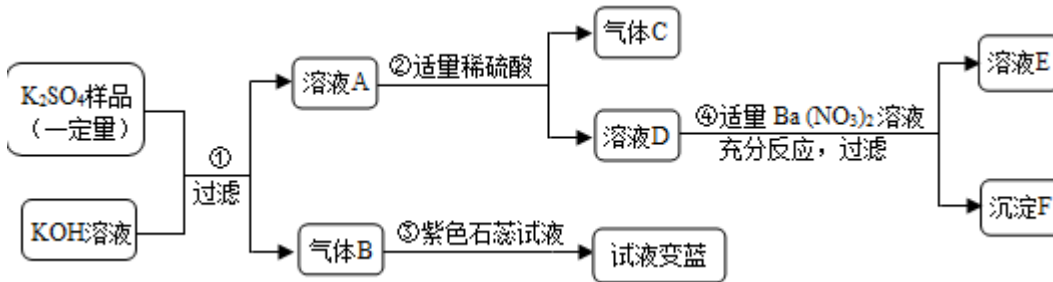 K₂SO₄样品
（一定量）
KOH溶液
①
过滤
溶液A
②适量稀硫酸
气体C
溶液D
④适量 Ba (NO₃)₂ 溶液
充分反应，过滤
溶液E
沉淀F
气体B
③紫色石蕊试液
试液变蓝